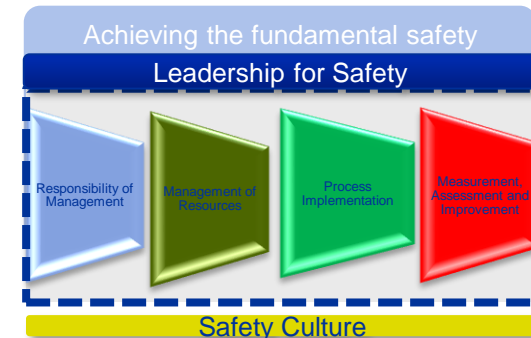 Achieving the fundamental safety
Leadership for Safety
Responsibility of
Management
Management of
Resources
Process
Implementation
Measurement,
Assessment and
Improvement
Safety Culture